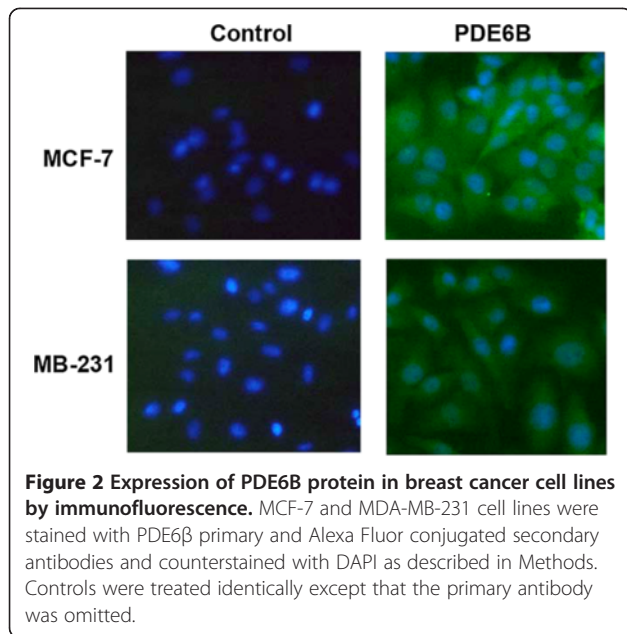 Control PDE6B
MCF-7
MB-231
Figure 2 Expression of PDE6B protein in breast cancer cell lines
by immunofluorescence. MCF-7 and MDA-MB-231 cell lines were
stained with PDE6β primary and Alexa Fluor conjugated secondary
antibodies and counterstained with DAPI as described in Methods.
Controls were treated identically except that the primary antibody
was omitted.